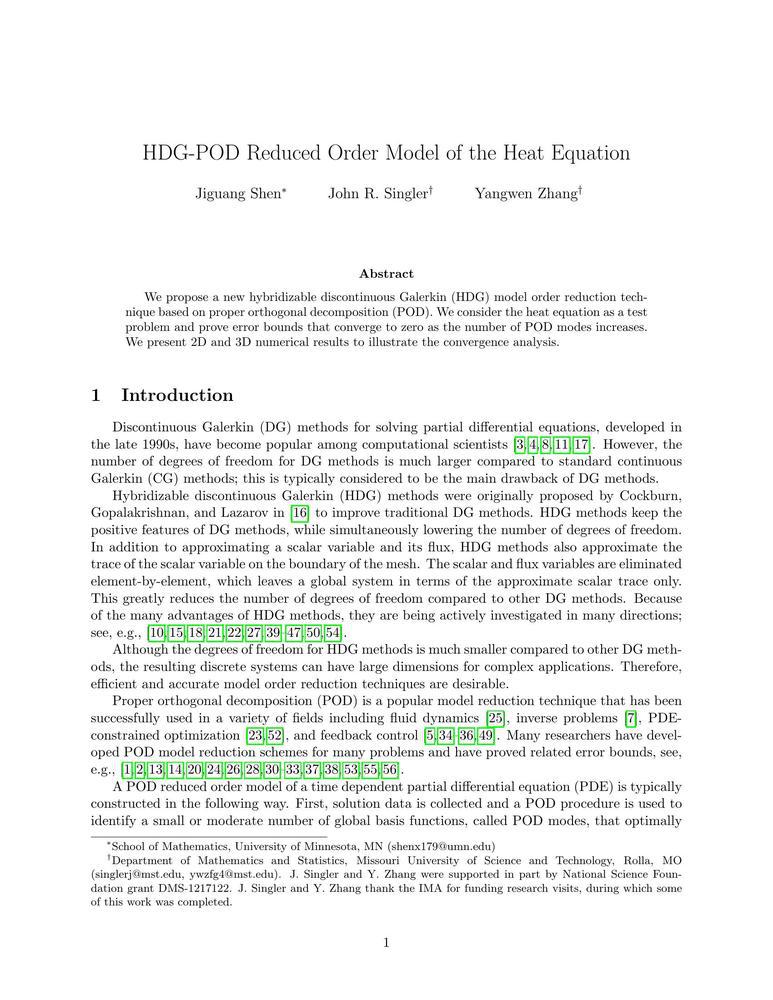 HDG-POD Reduced Order Model of the Heat Equation
Jiguang Shen* John R. Singler† Yangwen Zhang†
Abstract
We propose a new hybridizable discontinuous Galerkin (HDG) model order reduction tech-
nique based on proper orthogonal decomposition (POD). We consider the heat equation as a test
problem and prove error bounds that converge to zero as the number of POD modes increases.
We present 2D and 3D numerical results to illustrate the convergence analysis.
1 Introduction
Discontinuous Galerkin (DG) methods for solving partial differential equations, developed in
the late 1990s, have become popular among computational scientists [3,4,8,11,17]. However, the
number of degrees of freedom for DG methods is much larger compared to standard continuous
Galerkin (CG) methods; this is typically considered to be the main drawback of DG methods.
Hybridizable discontinuous Galerkin (HDG) methods were originally proposed by Cockburn,
Gopalakrishnan, and Lazarov in [16] to improve traditional DG methods. HDG methods keep the
positive features of DG methods, while simultaneously lowering the number of degrees of freedom.
In addition to approximating a scalar variable and its flux, HDG methods also approximate the
trace of the scalar variable on the boundary of the mesh. The scalar and flux variables are eliminated
element-by-element, which leaves a global system in terms of the approximate scalar trace only.
This greatly reduces the number of degrees of freedom compared to other DG methods. Because
of the many advantages of HDG methods, they are being actively investigated in many directions;
see, e.g., [10,15,18,21,22,27,39–47,50,54].
Although the degrees of freedom for HDG methods is much smaller compared to other DG meth-
ods, the resulting discrete systems can have large dimensions for complex applications. Therefore,
efficient and accurate model order reduction techniques are desirable.
Proper orthogonal decomposition (POD) is a popular model reduction technique that has been
successfully used in a variety of fields including fluid dynamics [25], inverse problems [7], PDE-
constrained optimization [23,52], and feedback control [5,34–36,49]. Many researchers have devel-
oped POD model reduction schemes for many problems and have proved related error bounds, see,
e.g., [1,2,13,14,20,24,26,28,30–33,37,38,53,55,56].
A POD reduced order model of a time dependent partial differential equation (PDE) is typically
constructed in the following way. First, solution data is collected and a POD procedure is used to
identify a small or moderate number of global basis functions, called POD modes, that optimally
*School of Mathematics, University of Minnesota, MN (shenx179@umn.edu)
†Department of Mathematics and Statistics, Missouri University of Science and Technology, Rolla, MO
(singlerj@mst.edu, ywzfg4@mst.edu). J. Singler and Y. Zhang were supported in part by National Science Foun-
dation grant DMS-1217122. J. Singler and Y. Zhang thank the IMA for funding research visits, during which some
of this work was completed.
1